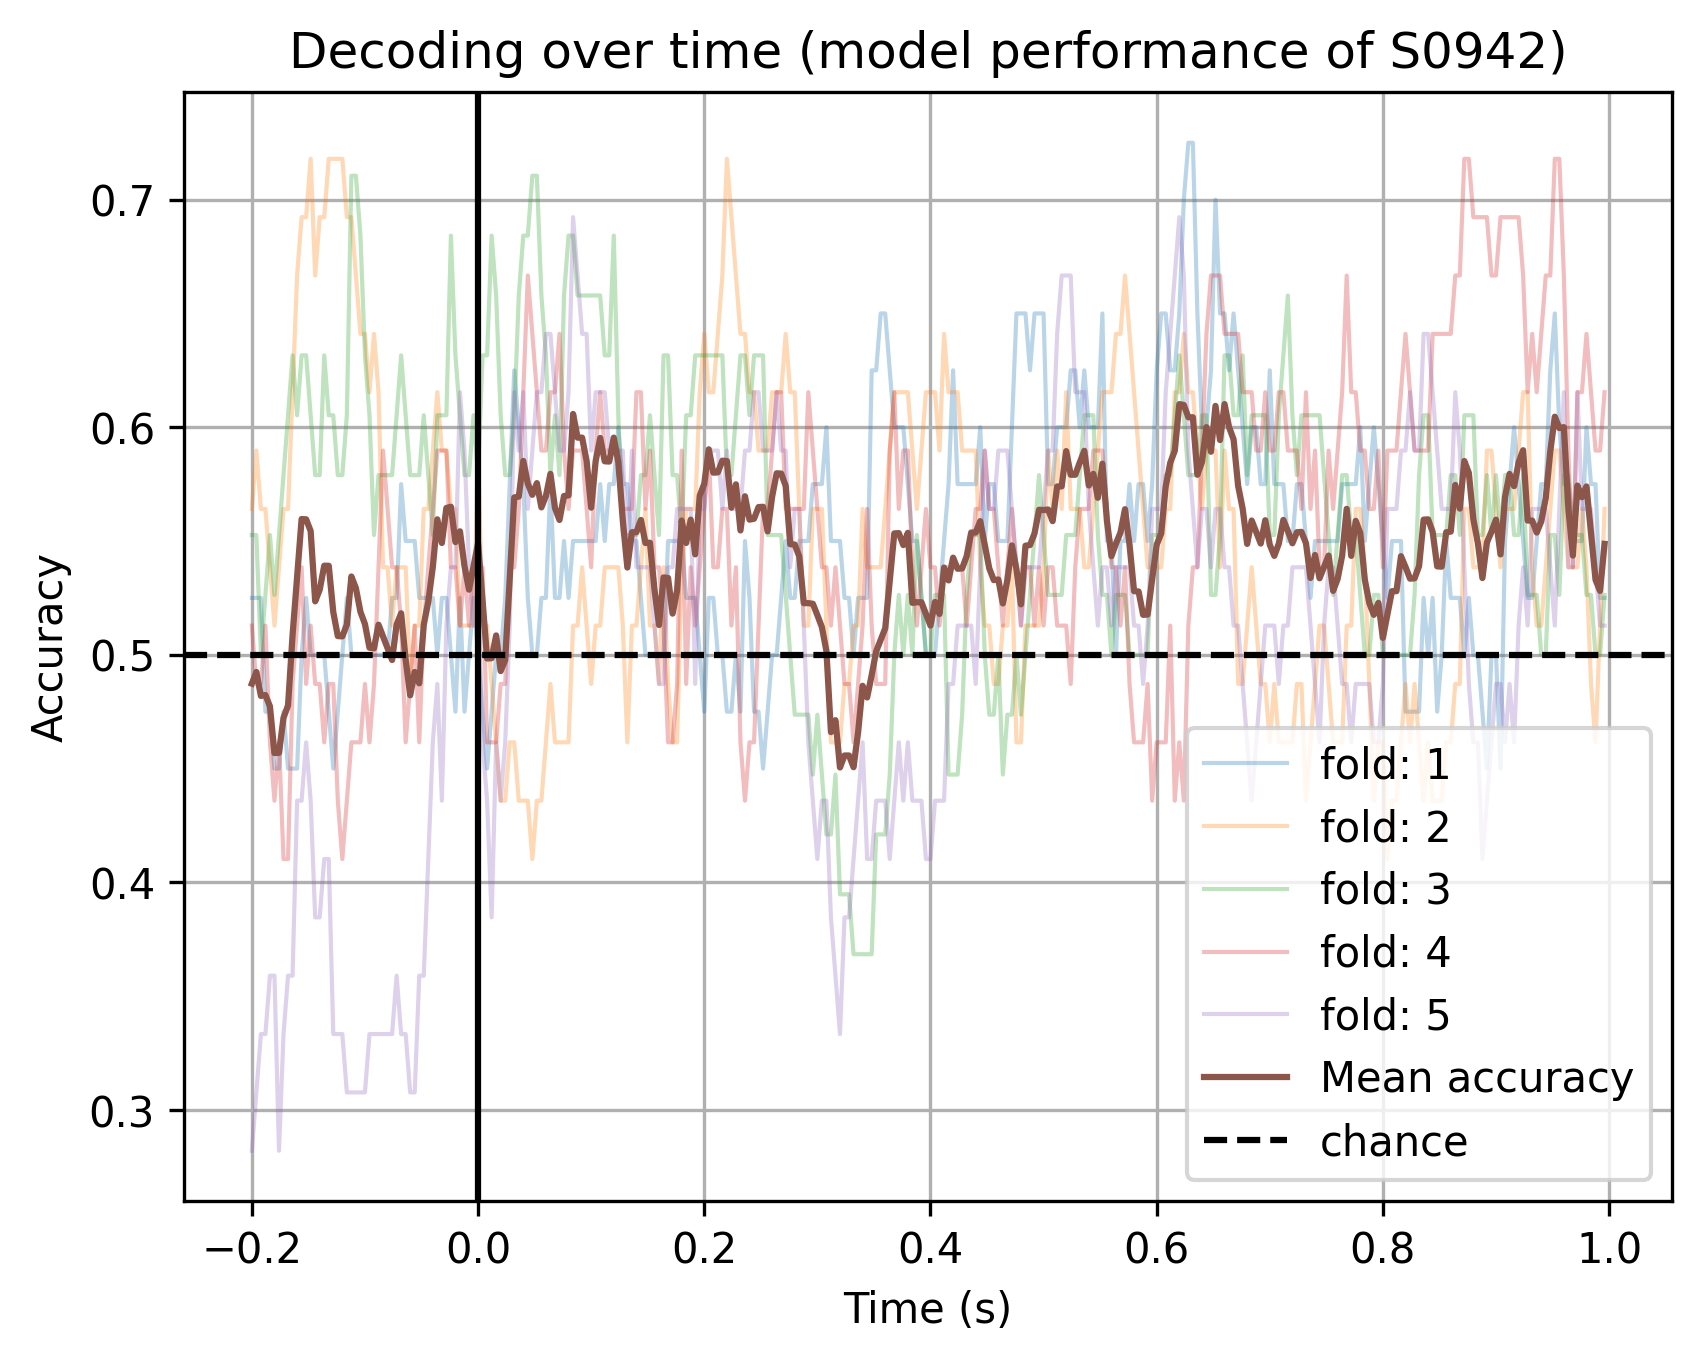 Decoding over time (model performance of S0942)
Accuracy
0.7
0.6
0.5
0.4
0.3
−0.2
0.0
0.2
0.4
0.6
0.8
1.0
Time (s)
fold: 1
fold: 2
fold: 3
fold: 4
fold: 5
Mean accuracy
chance